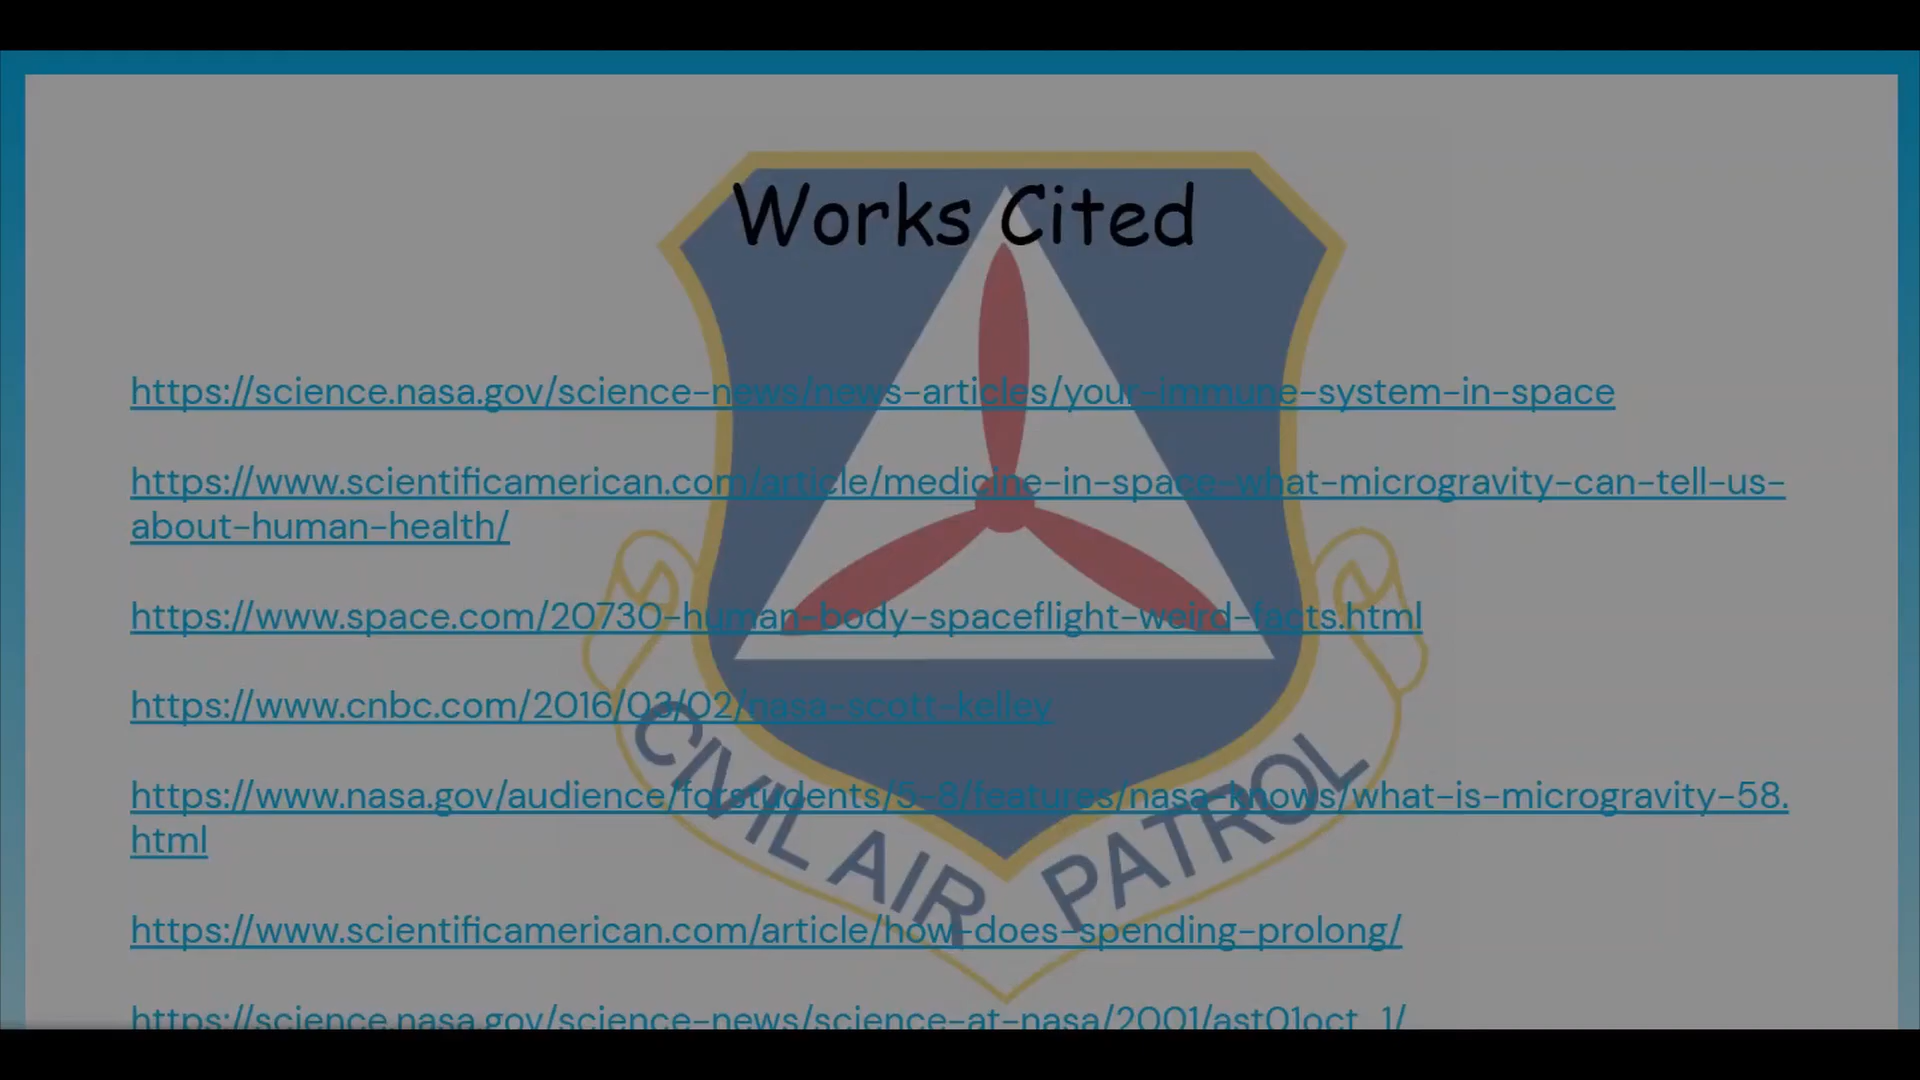 Works Cited
https://science.nasa.gov/science-news/news-articles/your-immune-system-in-space
https://www.scientificamerican.com/article/medicine-in-space-what-microgravity-can-tell-us-
about-human-health/
https://www.space.com/20730-human-body-spaceflight-weird-facts.html
https://www.cnbc.com/2016/03/02/nasa-scott-kelley
https://www.nasa.gov/audience/forstudents/5-8/features/nasa-knows/what-is-microgravity-58.
html
https://www.scientificamerican.com/article/how-does-spending-prolong/
https://science.nasa.gov/science-news/science-at-nasa/2001/ast01oct_1/
CIVIL AIR PATROL